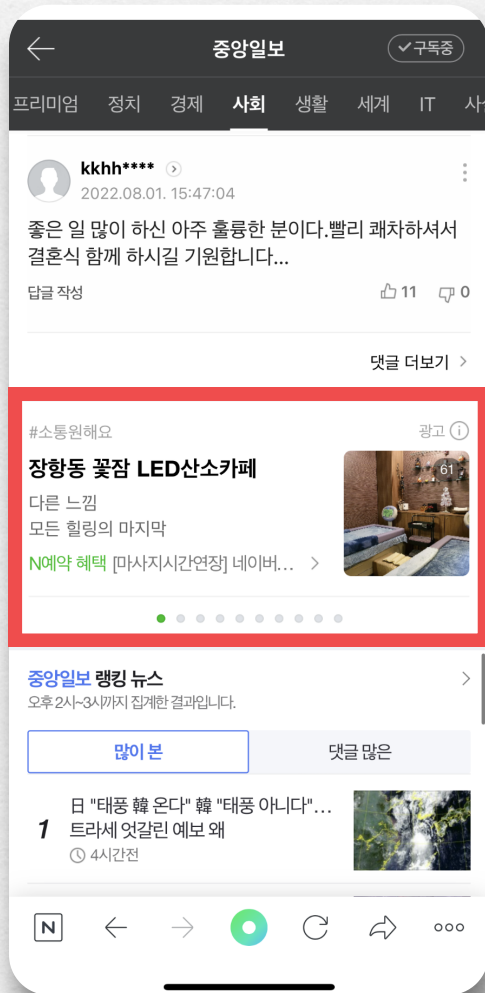 중앙일보
구독중
프리미엄 정치 경제 사회 생활 세계 IT
kkhh****
2022.08.01. 15:47:04
좋은 일 많이 하신 아주 훌륭한 분이다.빨리 쾌차하셔서
결혼식 함께 하시길 기원합니다...
답글 작성
11 0
댓글 더보기
#소통원해요
광고
장항동 꽃잠 LED산소카페
61
다른 느낌
모든 힐링의 마지막
N예약 혜택 [마사지시간연장] 네이버...
중앙일보 랭킹 뉴스
오후 2시~3시까지 집계한 결과입니다.
많이 본 댓글 많은
日 "태풍 韓 온다" 韓 "태풍 아니다"...
1 트라세 엇갈린 예보 왜
4시간전
N